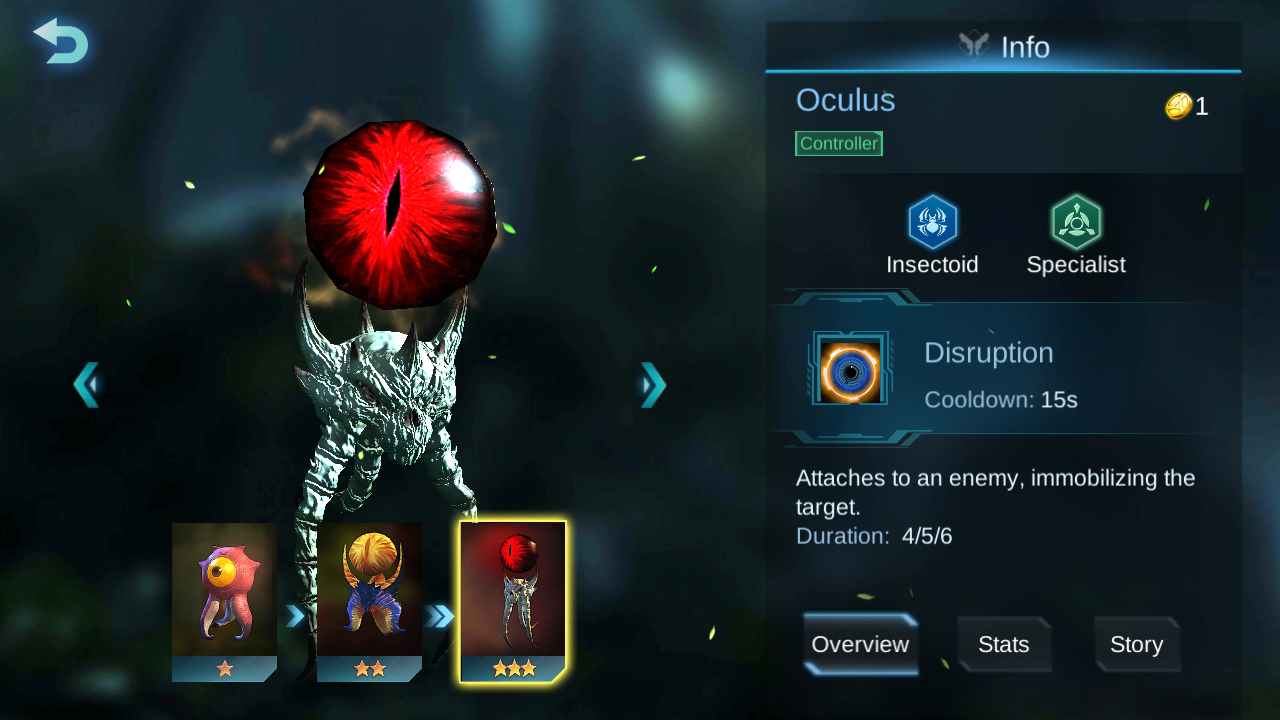 Info
Oculus
1
Controller
Insectoid
Specialist
Disruption
Cooldown: 15s
Attaches to an enemy, immobilizing the
target.
Duration: 4/5/6
Overview
Stats
Story